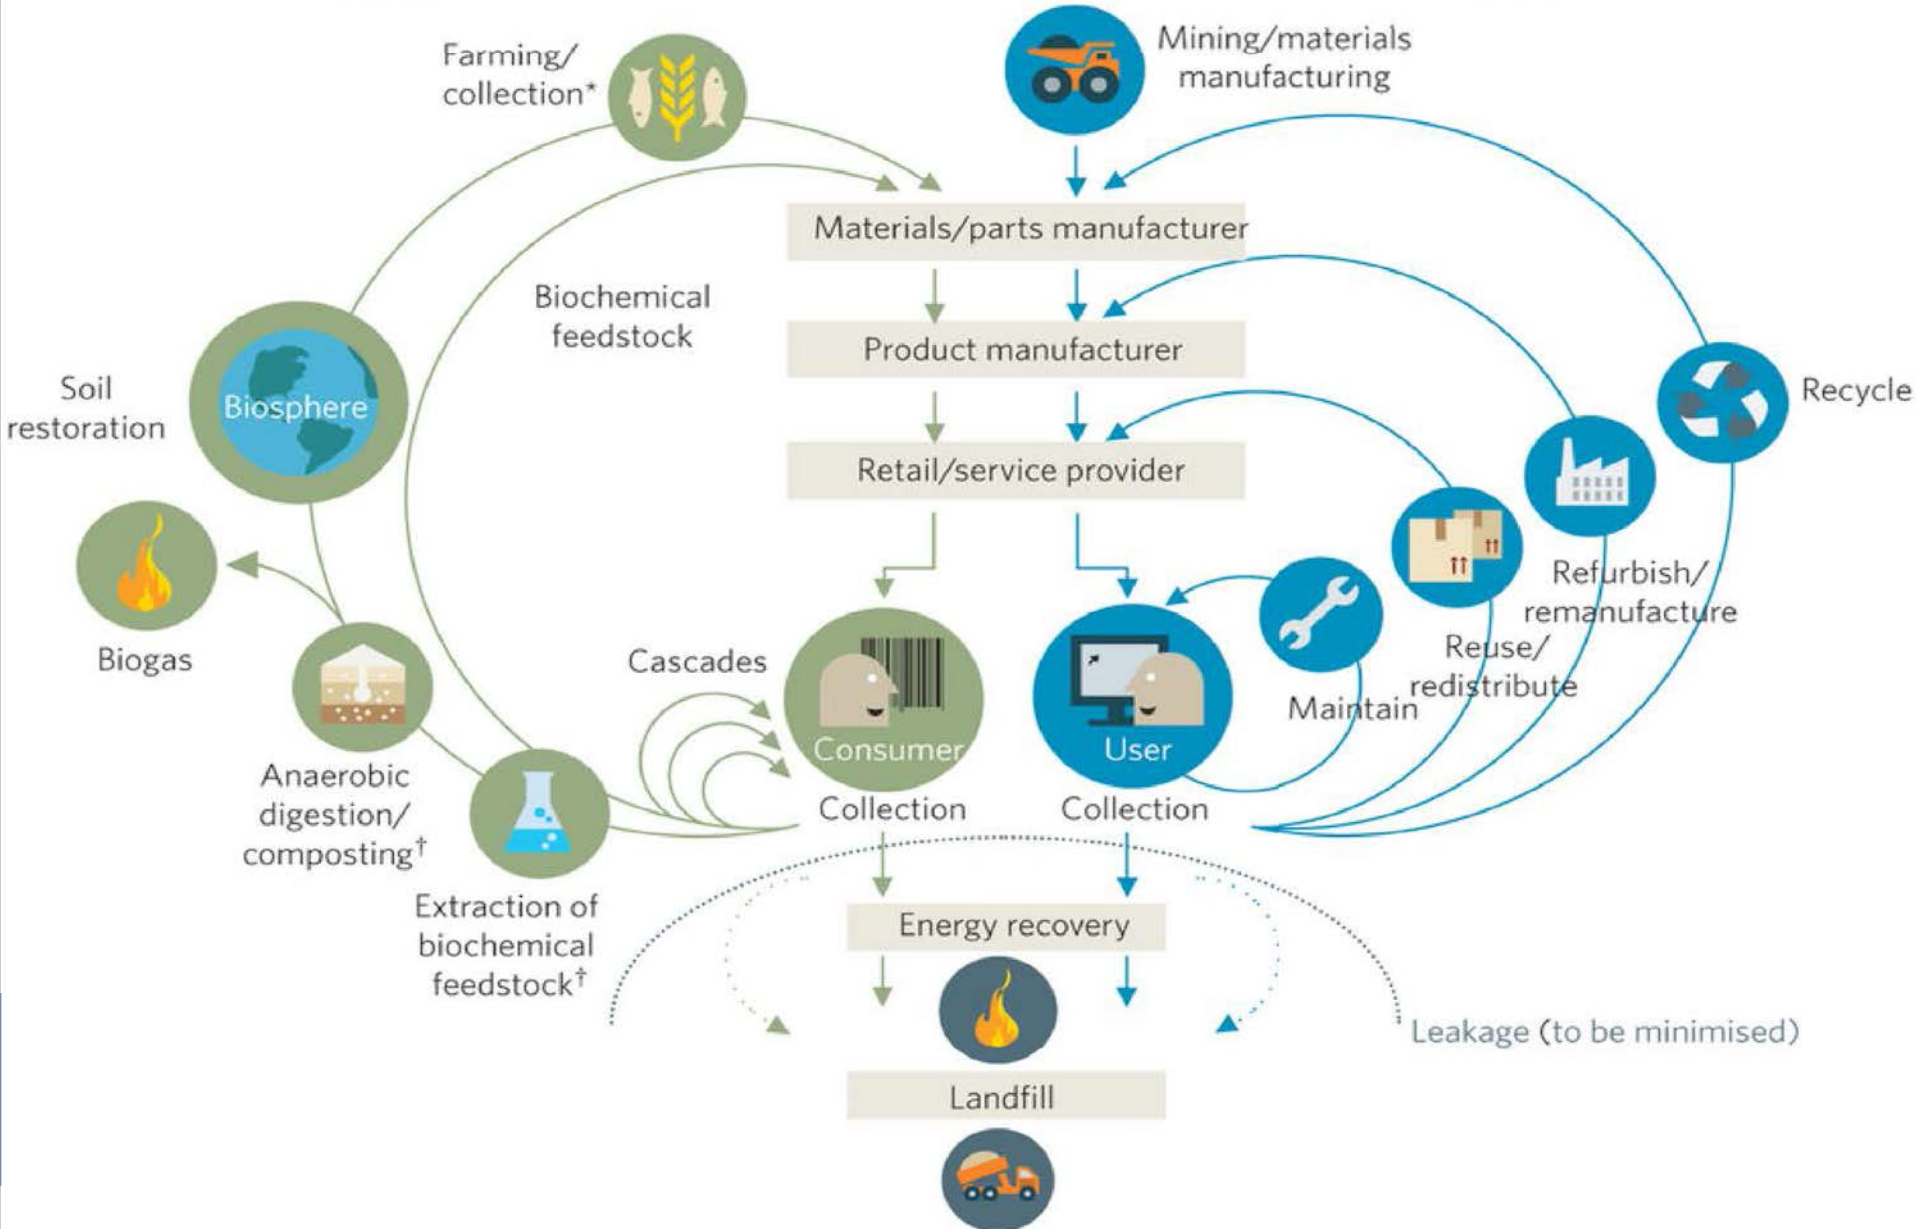 Farming/
collection*
Mining/materials
manufacturing
Materials/parts manufacturer
Biochemical
feedstock
Product manufacturer
Soil
restoration
Biosphere
Recycle
Retail/service provider
Refurbish/
remanufacture
Biogas
Cascades
Reuse/
redistribute
Maintain
Consumer
User
Anaerobic
digestion/
composting†
Collection
Collection
Extraction of
biochemical
feedstock†
Energy recovery
Leakage (to be minimised)
Landfill